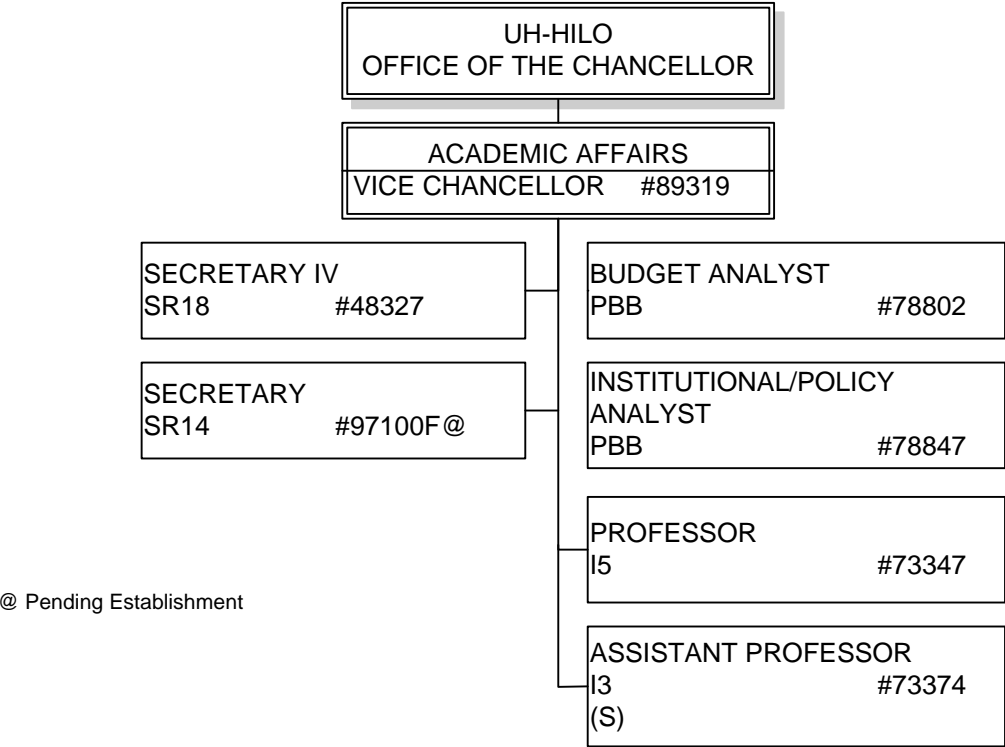 UH-HILO
OFFICE OF THE CHANCELLOR
ACADEMIC AFFAIRS
VICE CHANCELLOR #89319
SECRETARY IV
SR18 #48327
SECRETARY
SR14 #97100F@
BUDGET ANALYST
PBB #78802
INSTITUTIONAL/POLICY
ANALYST
PBB #78847
PROFESSOR
I5 #73347
ASSISTANT PROFESSOR
I3 #73374
(S)
@ Pending Establishment